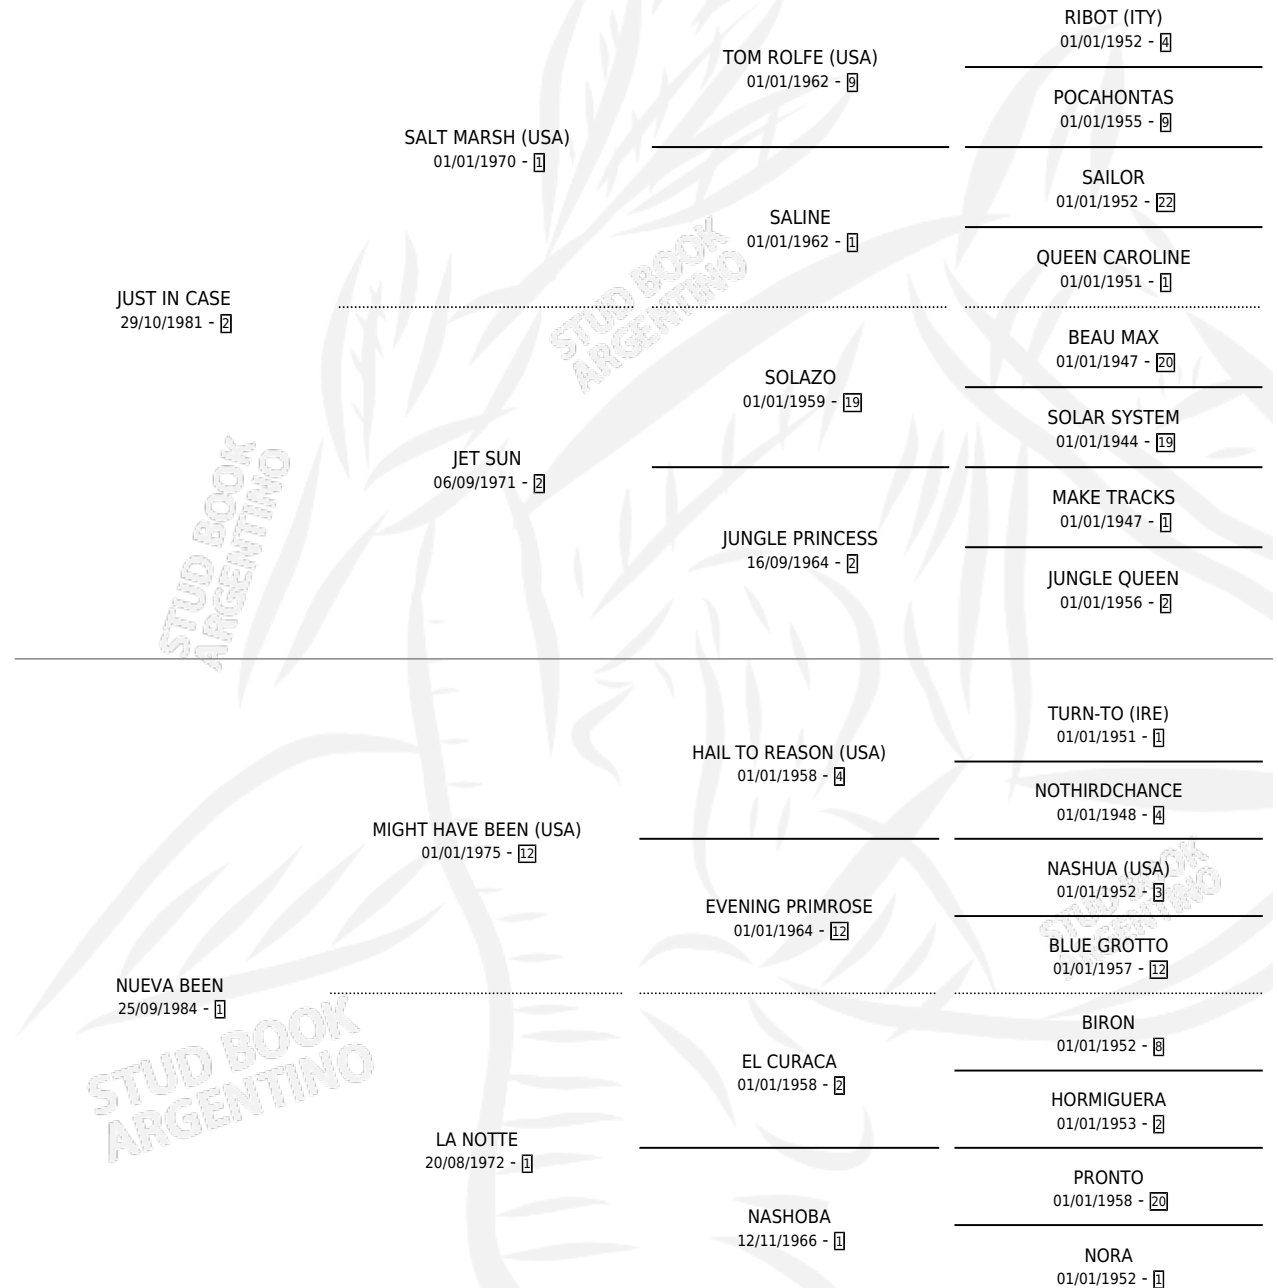 RIBOT (ITY)
01/01/1952 - 4
TOM ROLFE (USA)
01/01/1962 - 9
POCAHONTAS
01/01/1955 - 9
SALT MARSH (USA)
01/01/1970 - 1
SAILOR
01/01/1952 - 22
SALINE
01/01/1962 - 1
QUEEN CAROLINE
01/01/1951 - 1
JUST IN CASE
29/10/1981 - 2
BEAU MAX
01/01/1947 - 20
SOLAZO
01/01/1959 - 19
SOLAR SYSTEM
01/01/1944 - 19
JET SUN
06/09/1971 - 2
MAKE TRACKS
01/01/1947 - 1
JUNGLE PRINCESS
16/09/1964 - 2
JUNGLE QUEEN
01/01/1956 - 2
TURN-TO (IRE)
01/01/1951 - 1
HAIL TO REASON (USA)
01/01/1958 - 4
NOTHIRDCHANCE
01/01/1948 - 4
MIGHT HAVE BEEN (USA)
01/01/1975 - 12
NASHUA (USA)
01/01/1952 - 3
EVENING PRIMROSE
01/01/1964 - 12
BLUE GROTTO
01/01/1957 - 12
NUEVA BEEN
25/09/1984 - 1
BIRON
01/01/1952 - 8
EL CURACA
01/01/1958 - 2
HORMIGUERA
01/01/1953 - 2
LA NOTTE
20/08/1972 - 1
PRONTO
01/01/1958 - 20
NASHOBA
12/11/1966 - 1
NORA
01/01/1952 - 1
STUD BOOK
ARGENTINO
STUD BOOK
ARGENTINO
STUD BOOK
ARGENTINO
STUD BOOK
ARGENTINO